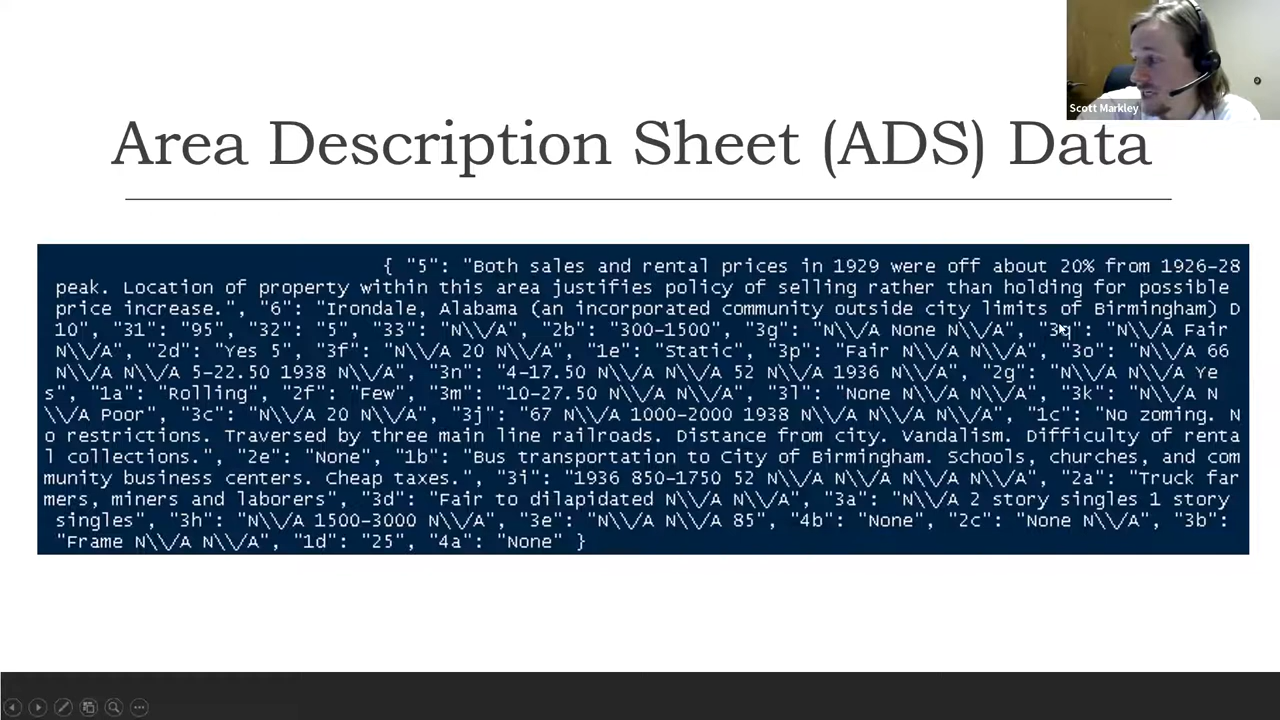 Scott Markley
Area Description Sheet (ADS) Data
{ "5": "Both sales and rental prices in 1929 were off about 20% from 1926-28
peak. Location of property within this area justifies policy of selling rather than holding for possible
price increase.", "6": "Irondale, Alabama (an incorporated community outside city limits of Birmingham) D
10", "31": "95", "32": "5", "33": "N\\/A", "2b": "300-1500", "3g": "N\\/A None N\\/A", "3q": "N\\/A Fair
N\\/A", "2d": "Yes 5", "3f": "N\\/A 20 N\\/A", "1e": "Static", "3p": "Fair N\\/A N\\/A", "3o": "N\\/A 66
N\\/A N\\/A 5-22.50 1938 N\\/A", "3n": "4-17.50 N\\/A N\\/A 52 N\\/A 1936 N\\/A", "2g": "N\\/A N\\/A Ye
s", "1a": "Rolling", "2f": "Few", "3m": "10-27.50 N\\/A N\\/A N\\/A", "3l": "None N\\/A N\\/A", "3k": "N\\/A N
\\/A Poor", "3c": "N\\/A 20 N\\/A", "3j": "67 N\\/A 1000-2000 1938 N\\/A N\\/A N\\/A", "1c": "No zoming. N
o restrictions. Traversed by three main line railroads. Distance from city. Vandalism. Difficulty of renta
l collections.", "2e": "None", "1b": "Bus transportation to City of Birmingham. Schools, churches, and com
munity business centers. Cheap taxes.", "3i": "1936 850-1750 52 N\\/A N\\/A N\\/A N\\/A", "2a": "Truck far
mers, miners and laborers", "3d": "Fair to dilapidated N\\/A N\\/A", "3a": "N\\/A 2 story singles 1 story
singles", "3h": "N\\/A 1500-3000 N\\/A", "3e": "N\\/A N\\/A 85", "4b": "None", "2c": "None N\\/A", "3b":
"Frame N\\/A N\\/A", "1d": "25", "4a": "None" }